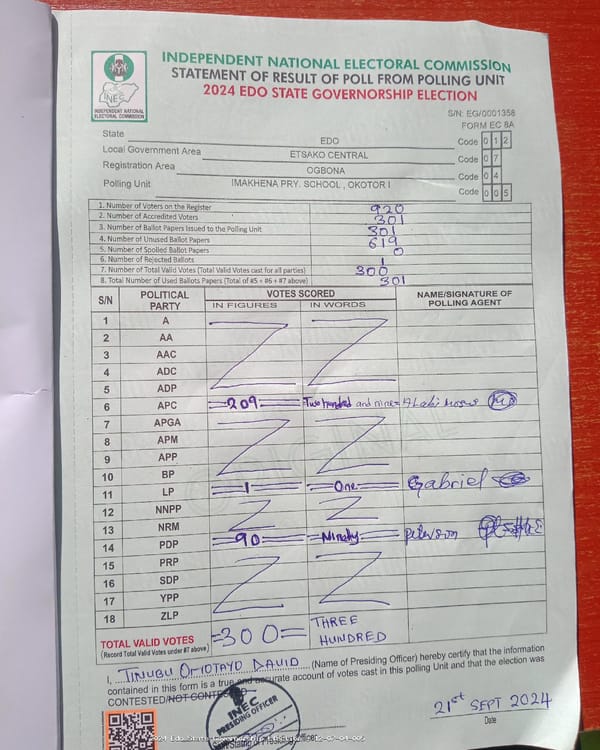 INDEPENDENT NATIONAL ELECTORAL COMMISSION
STATEMENT OF RESULT OF POLL FROM POLLING UNIT
2024 EDO STATE GOVERNORSHIP ELECTION
INEC
INDEPENDENT NATIONAL
ELECTORAL COMMISSION
S/N: EG/0001358
FORM EC 8A
State EDO Code 0 1 2
Local Government Area ETSAKO CENTRAL Code 0 7
Registration Area OGBONA Code 0 4
Polling Unit IMAKHENA PRY. SCHOOL , OKOTOR I Code 0 0 5
1. Number of Voters on the Register 920
2. Number of Accredited Voters 301
3. Number of Ballot Papers Issued to the Polling Unit 301
4. Number of Unused Ballot Papers 619
5. Number of Spoiled Ballot Papers 0
6. Number of Rejected Ballots 1
7. Number of Total Valid Votes (Total Valid Votes cast for all parties) 300
8. Total Number of Used Ballots Papers (Total of #5 + #6 + #7 above) 301
S/N POLITICAL PARTY VOTES SCORED NAME/SIGNATURE OF POLLING AGENT
IN FIGURES IN WORDS
1 A
2 AA
3 AAC
4 ADC
5 ADP
6 APC 209 Two hundred and nine
7 APGA
8 APM
9 APP
10 BP
11 LP 1 One Gabriel
12 NNPP
13 NRM
14 PDP 90 Ninety Peterson
15 PRP
16 SDP
17 YPP
18 ZLP
TOTAL VALID VOTES =300= THREE HUNDRED
(Record Total Valid Votes under #7 above)
I, TINUBU OMOTAYO DAVID (Name of Presiding Officer) hereby certify that the information
contained in this form is a true and accurate account of votes cast in this polling Unit and that the election was
CONTESTED/NOT CONTESTED
INEC
PRESIDING OFFICER
21st SEPT 2024
Date